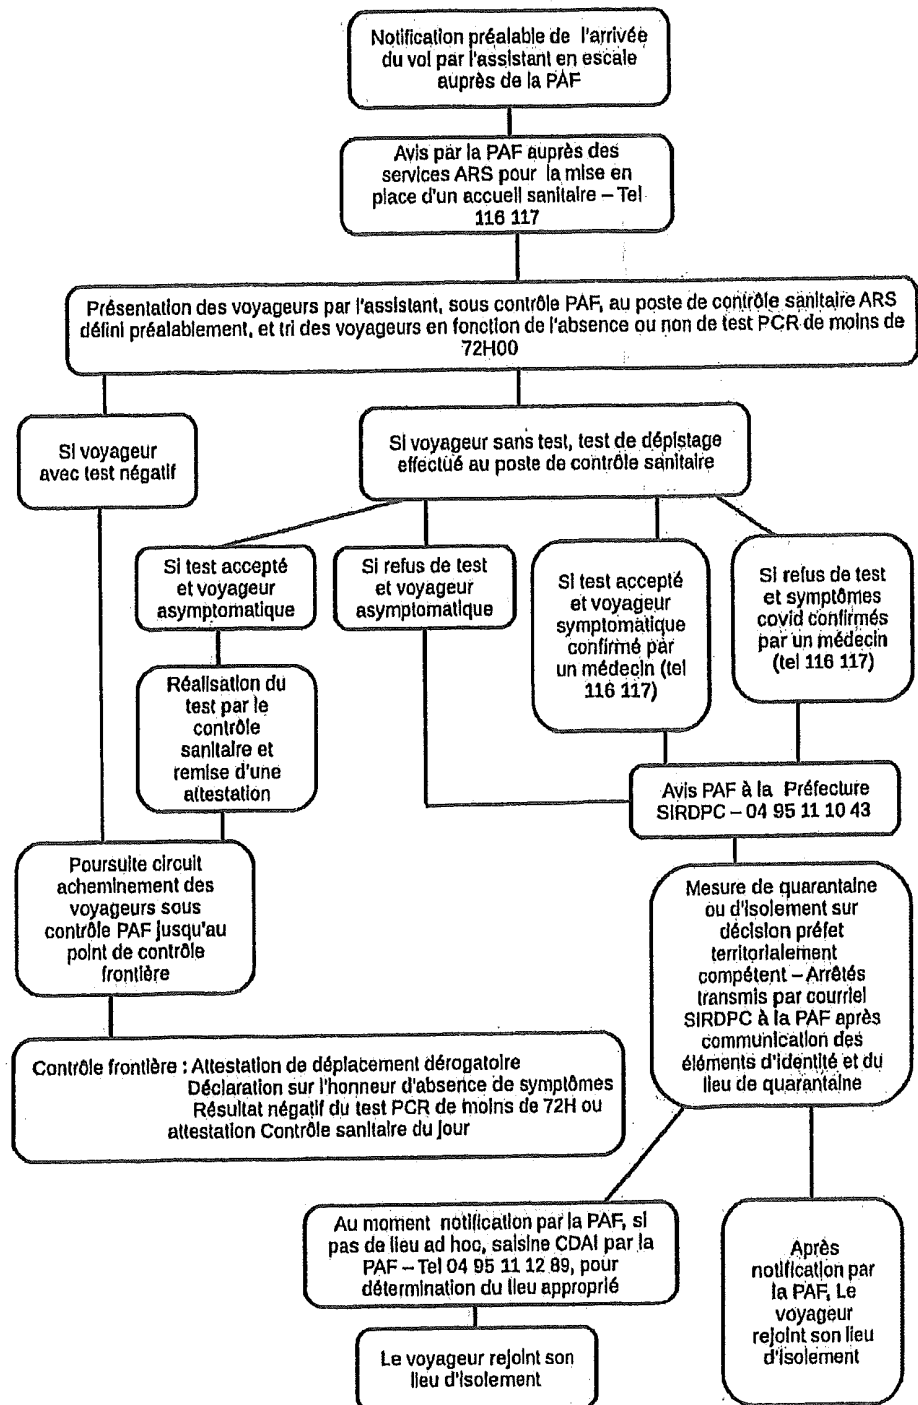 Notification préalable de l'arrivée
du vol par l'assistant en escale
auprès de la PAF
Avis par la PAF auprès des
services ARS pour la mise en
place d'un accueil sanitaire – Tel
116 117
Présentation des voyageurs par l'assistant, sous contrôle PAF, au poste de contrôle sanitaire ARS
défini préalablement, et tri des voyageurs en fonction de l'absence ou non de test PCR de moins de
72H00
Si voyageur
avec test négatif
Si voyageur sans test, test de dépistage
effectué au poste de contrôle sanitaire
Si test accepté
et voyageur
asymptomatique
Si refus de test
et voyageur
asymptomatique
Si test accepté
et voyageur
symptomatique
confirmé par
un médecin (tel
116 117)
Si refus de test
et symptômes
covid confirmés
par un médecin
(tel 116 117)
Réalisation du
test par le
contrôle
sanitaire et
remise d'une
attestation
Avis PAF à la Préfecture
SIRDPC – 04 95 11 10 43
Poursuite circuit
acheminement des
voyageurs sous
contrôle PAF jusqu'au
point de contrôle
frontière
Mesure de quarantaine
ou d'isolement sur
décision préfet
territorialement
compétent – Arrêtés
transmis par courriel
SIRDPC à la PAF après
communication des
éléments d'identité et du
lieu de quarantaine
Contrôle frontière : Attestation de déplacement dérogatoire
Déclaration sur l'honneur d'absence de symptômes
Résultat négatif du test PCR de moins de 72H ou
attestation Contrôle sanitaire du jour
Au moment notification par la PAF, si
pas de lieu ad hoc, saisine CDAI par la
PAF – Tel 04 95 11 12 89, pour
détermination du lieu approprié
Après
notification par
la PAF, Le
voyageur
rejoint son lieu
d'isolement
Le voyageur rejoint son
lieu d'isolement